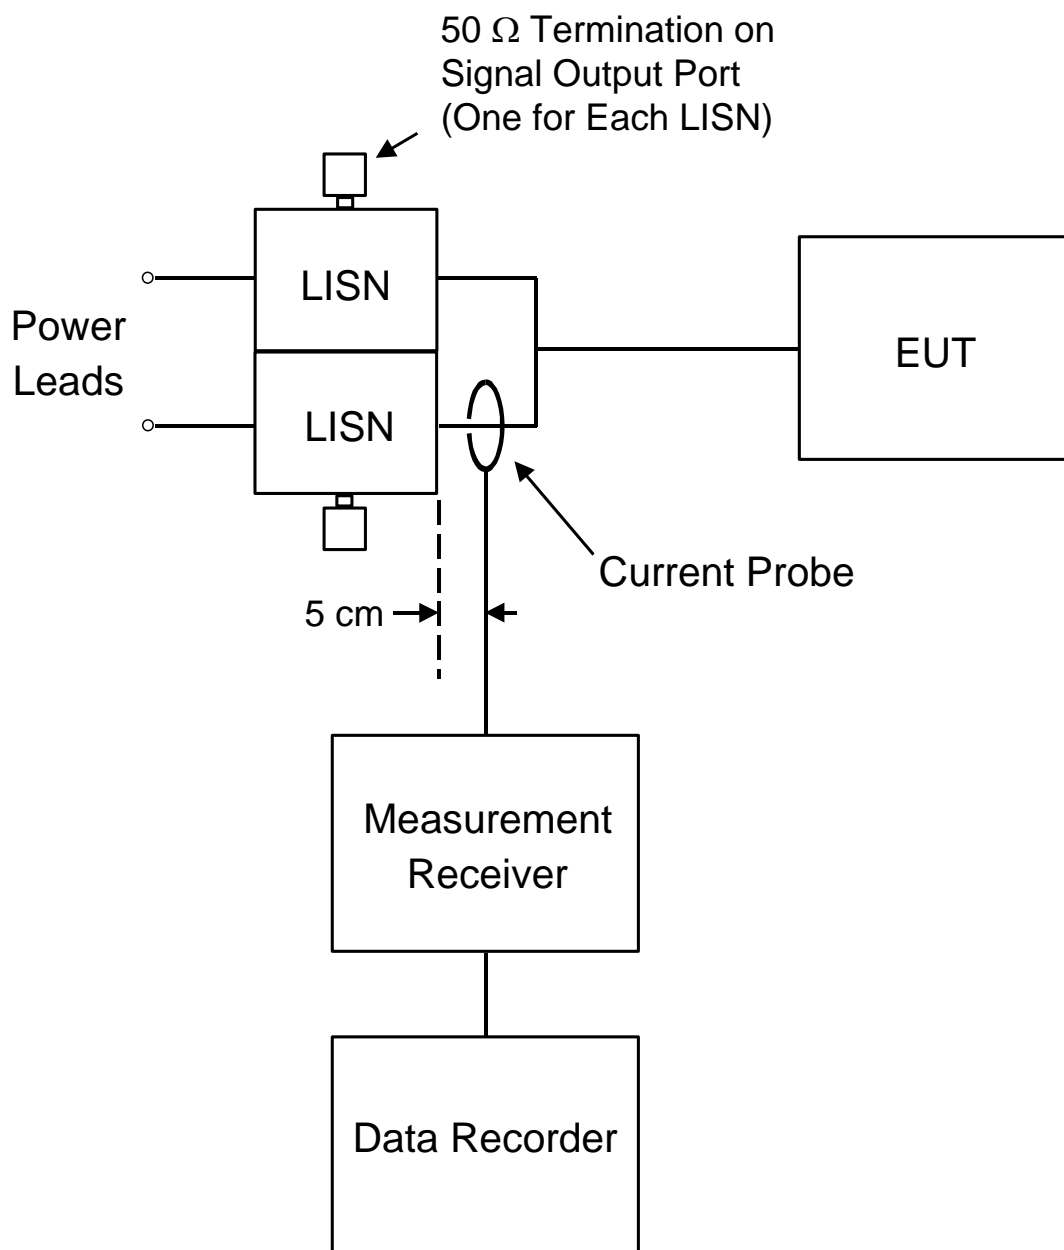 50 Ω Termination on
Signal Output Port
(One for Each LISN)
LISN
Power
Leads
EUT
LISN
Current Probe
5 cm
Measurement
Receiver
Data Recorder